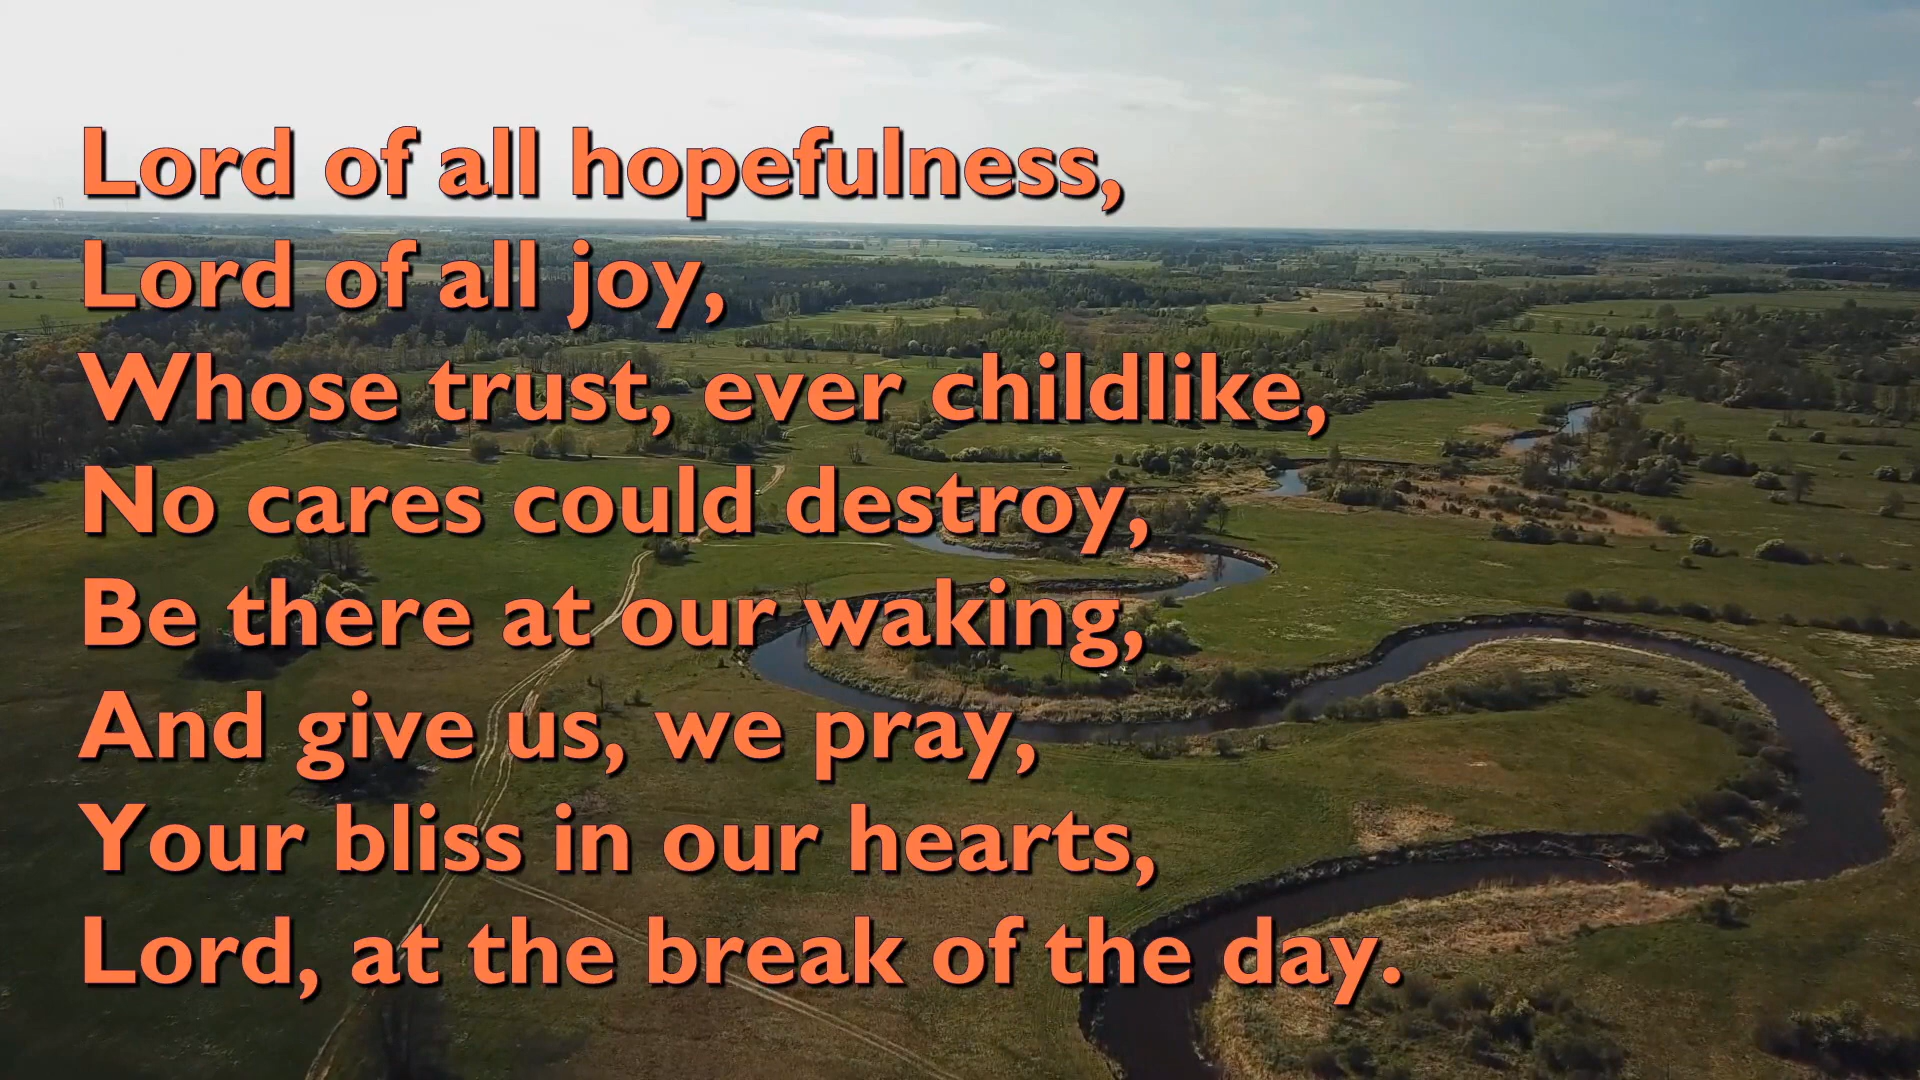 Lord of all hopefulness,
Lord of all joy,
Whose trust, ever childlike,
No cares could destroy,
Be there at our waking,
And give us, we pray,
Your bliss in our hearts,
Lord, at the break of the day.